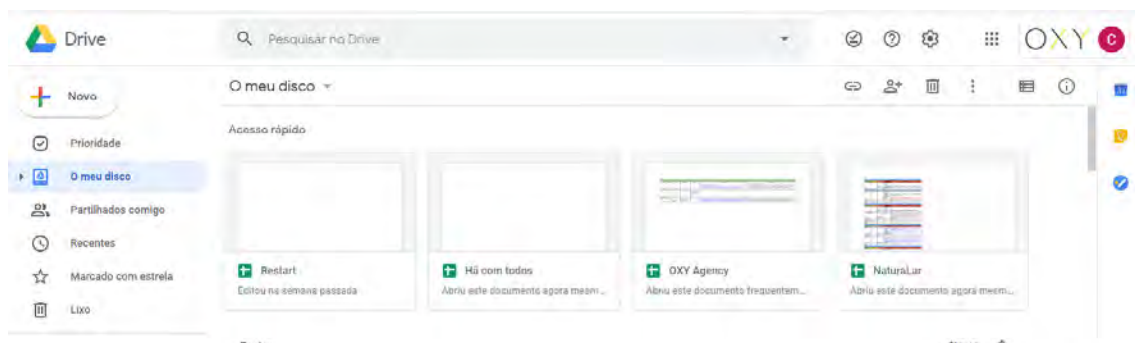 Drive
Pesquisar no Drive
OXY
C
Novo
O meu disco
Prioridade
Acesso rápido
O meu disco
Partilhados comigo
Recentes
Restart
Há com todos
OXY Agency
NaturaLar
Marcado com estrela
Editou na semana passada
Abriu este documento agora mesm...
Abriu este documento frequentem...
Abriu este documento agora mesm...
Lixo